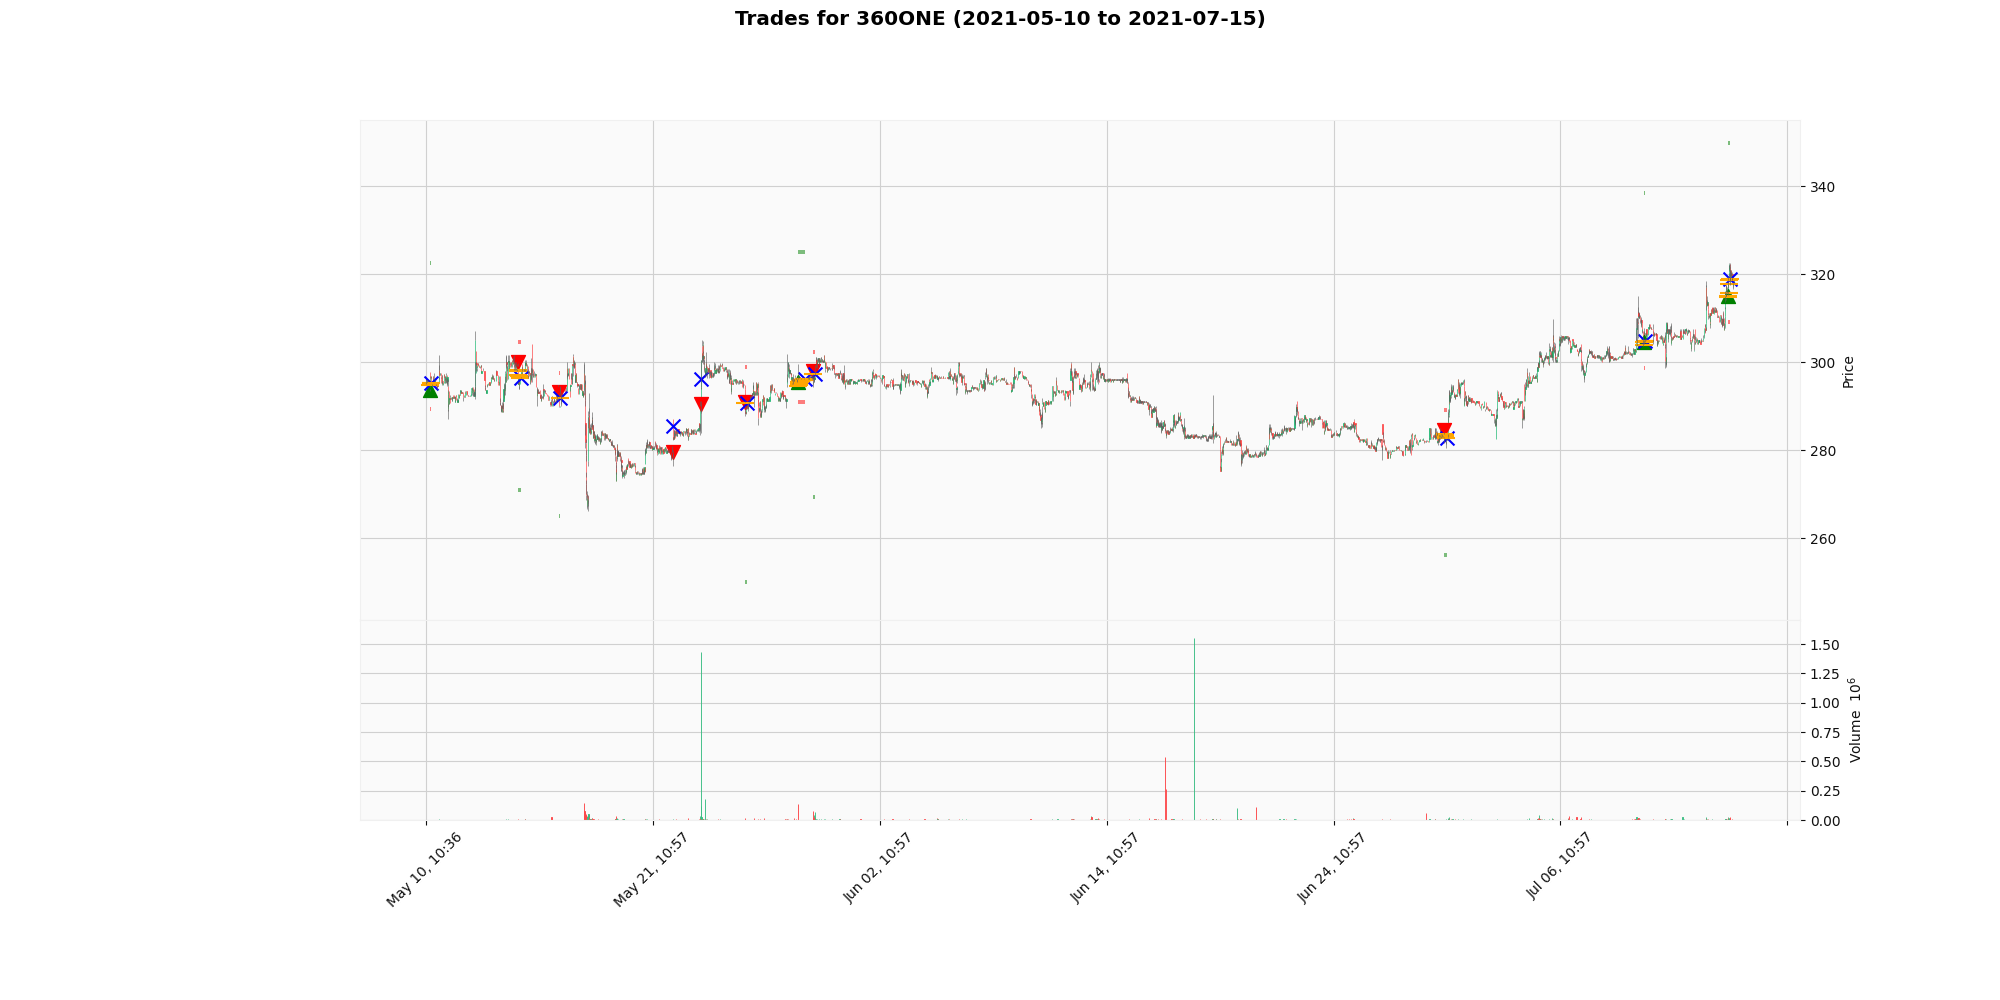 Trades for 360ONE (2021-05-10 to 2021-07-15)
340
320
300
280
260
Price
1.50
1.25
1.00
0.75
0.50
0.25
0.00
Volume 10⁶
May 10, 10:36
May 21, 10:57
Jun 02, 10:57
Jun 14, 10:57
Jun 24, 10:57
Jul 06, 10:57